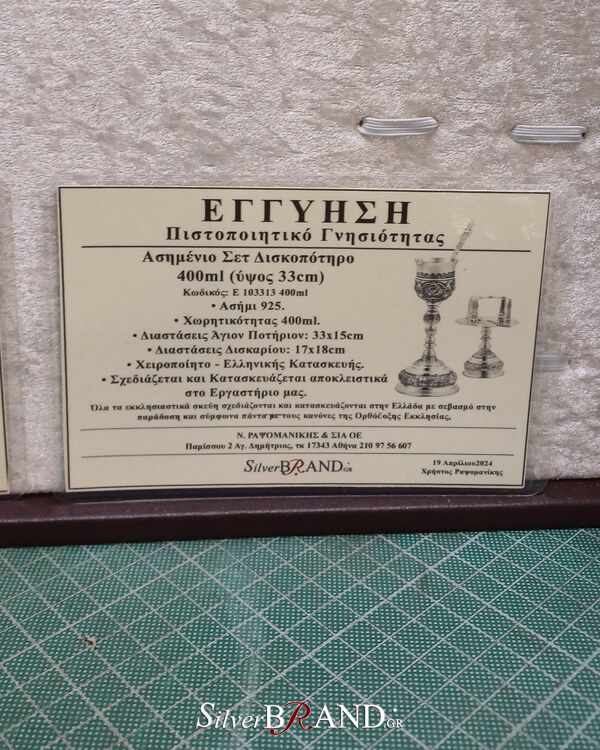 ΕΓΓΥΗΣΗ
Πιστοποιητικό Γνησιότητας
Ασημένιο Σετ Δισκοπότηρο
400ml (ύψος 33cm)
Κωδικός: Ε 103313 400ml
• Ασήμι 925.
• Χωρητικότητας 400ml.
• Διαστάσεις Άγιον Ποτήριον: 33x15cm
• Διαστάσεις Δισκαρίου: 17x18cm
• Χειροποίητο - Ελληνικής Κατασκευής.
• Σχεδιάζεται και Κατασκευάζεται αποκλειστικά
στο Εργαστήριο μας.
Όλα τα εκκλησιαστικά σκεύη σχεδιάζονται και κατασκευάζονται στην Ελλάδα με σεβασμό στην
παράδοση και σύμφωνα πάντα με τους κανόνες της Ορθόδοξης Εκκλησίας.
Ν. ΡΑΨΟΜΑΝΙΚΗΣ & ΣΙΑ ΟΕ
Παμίσου 2 Αγ. Δημήτριος, τκ 17343 Αθήνα 210 97 56 607
SilverBRAND.GR
19 Απριλίου2024
Χρήστος Ραψομανίκης
SilverBRAND.GR